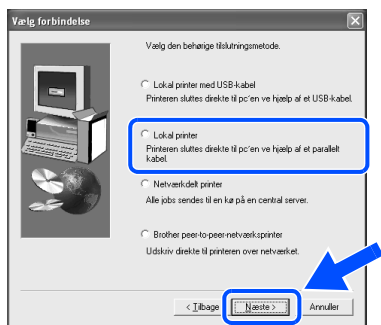 Vælg forbindelse
Vælg den behørige tilslutningsmetode.
Lokal printer med USB-kabel
Printeren sluttes direkte til pc'en ve hjælp af et USB-kabel.
Lokal printer
Printeren sluttes direkte til pc'en ve hjælp af et parallelt
kabel.
Netværkdelt printer
Alle jobs sendes til en kø på en central server.
Brother peer-to-peer-netværksprinter
Udskriv direkte til printeren over netværket.
< Tilbage Næste > Annuller